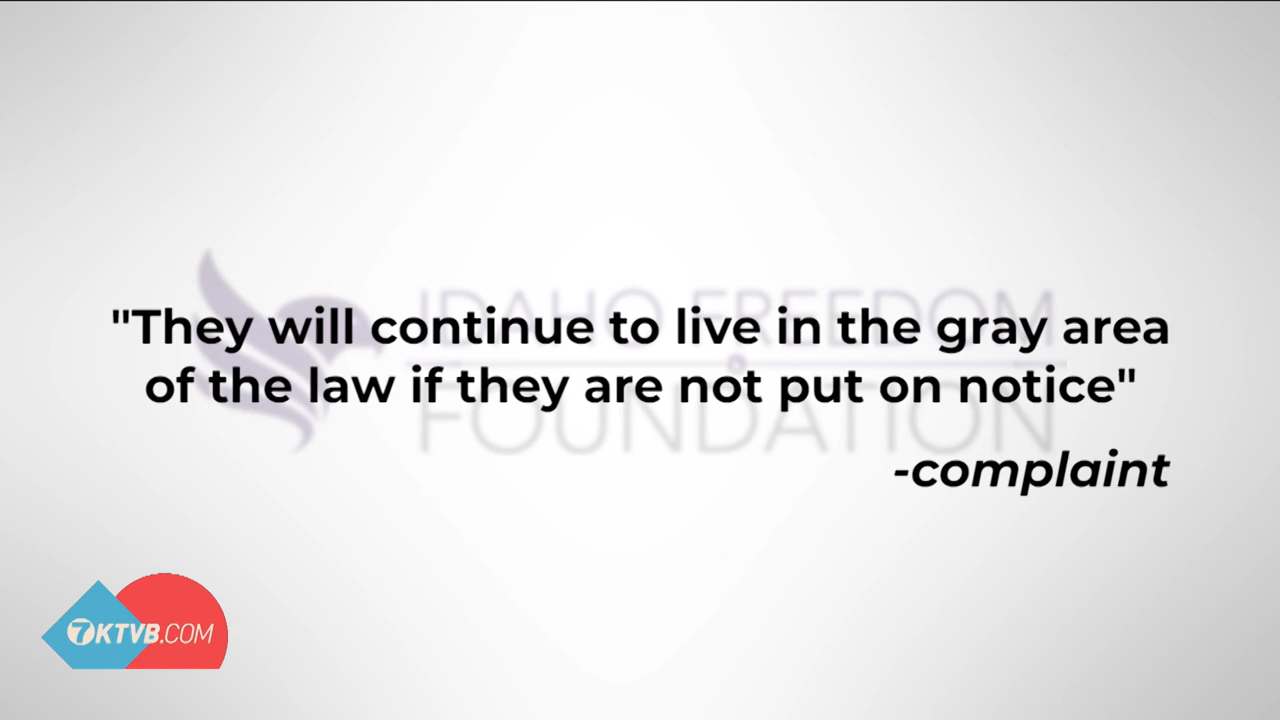 IDAHO FREEDOM
FOUNDATION
"They will continue to live in the gray area
of the law if they are not put on notice"
-complaint
7KTVB.COM